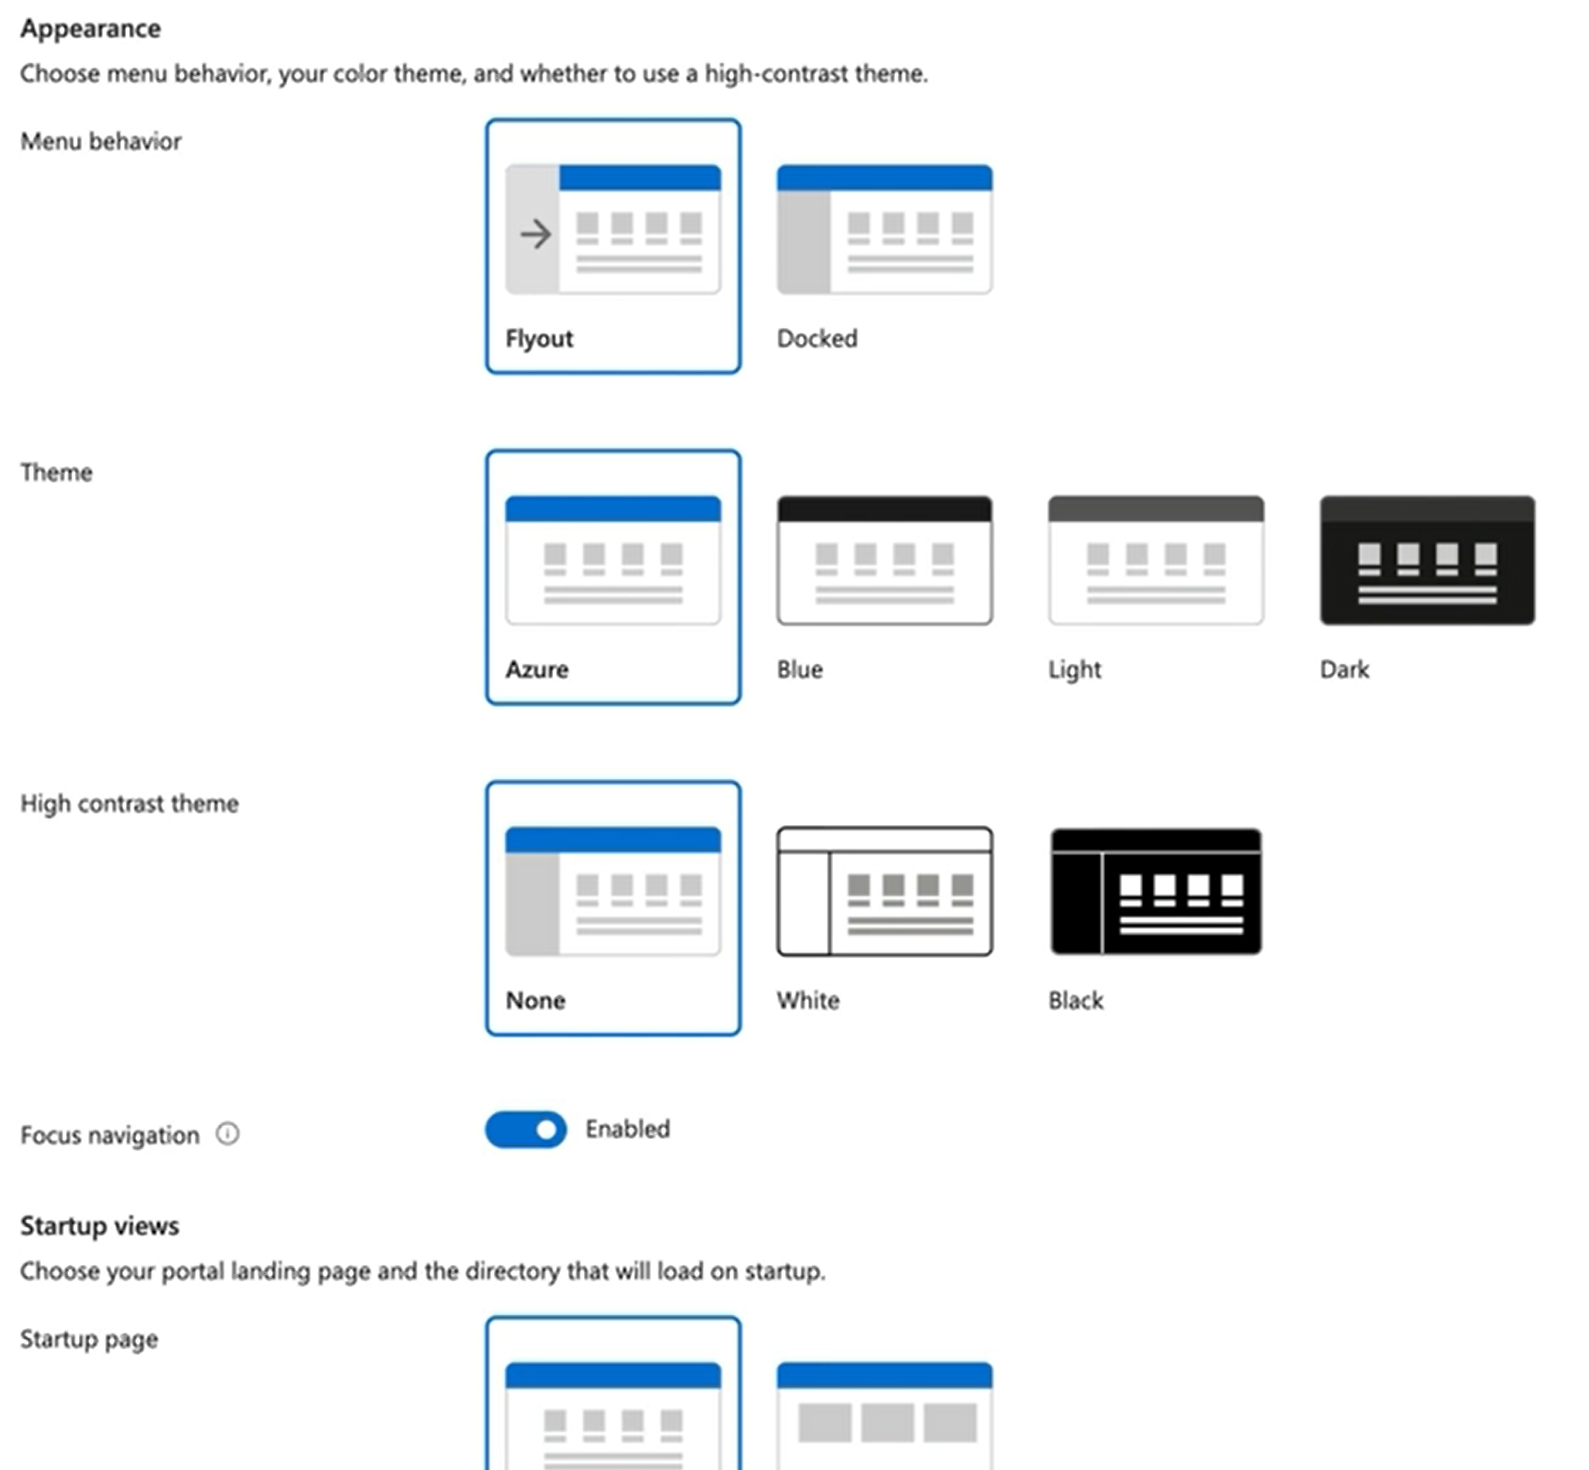 Appearance
Choose menu behavior, your color theme, and whether to use a high-contrast theme.
Menu behavior
Flyout
Docked
Theme
Azure
Blue
Light
Dark
High contrast theme
None
White
Black
Focus navigation
Enabled
Startup views
Choose your portal landing page and the directory that will load on startup.
Startup page